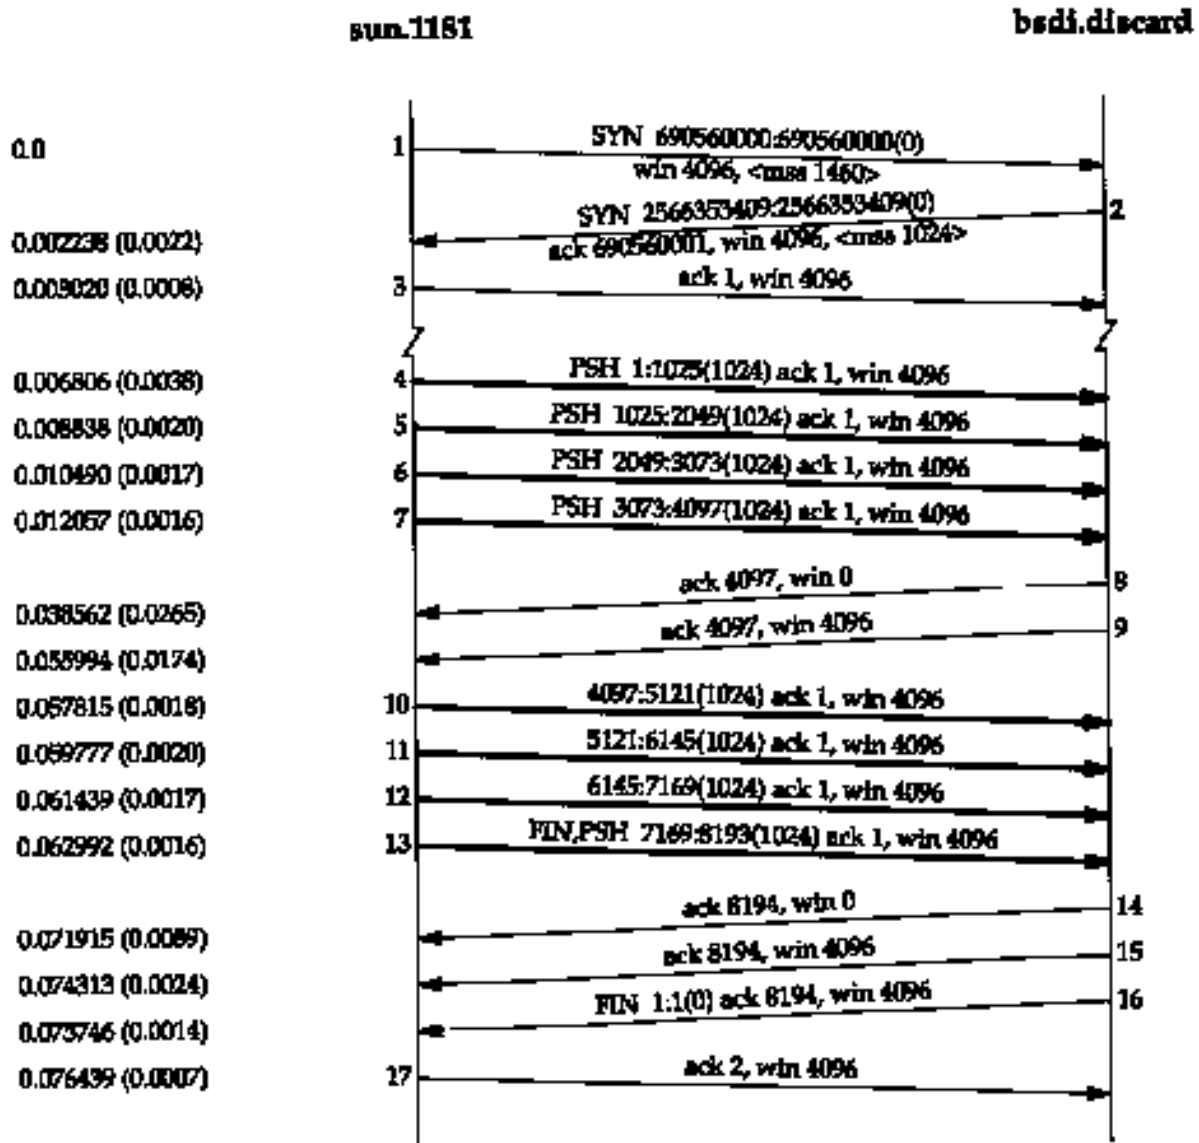 sun.1181 bsdi.discard
0.0 1 SYN 690560000:690560000(0)
win 4096, <mss 1460>
SYN 2566353409:2566353409(0) 2
0.002238 (0.0022) ack 690560001, win 4096, <mss 1024>
0.003020 (0.0008) 3 ack 1, win 4096
0.006806 (0.0038) 4 PSH 1:1025(1024) ack 1, win 4096
0.008838 (0.0020) 5 PSH 1025:2049(1024) ack 1, win 4096
0.010490 (0.0017) 6 PSH 2049:3073(1024) ack 1, win 4096
0.012057 (0.0016) 7 PSH 3073:4097(1024) ack 1, win 4096
ack 4097, win 0 8
0.038562 (0.0265)
ack 4097, win 4096 9
0.055994 (0.0174)
0.057815 (0.0018) 10 4097:5121(1024) ack 1, win 4096
0.059777 (0.0020) 11 5121:6145(1024) ack 1, win 4096
0.061439 (0.0017) 12 6145:7169(1024) ack 1, win 4096
0.062992 (0.0016) 13 FIN,PSH 7169:8193(1024) ack 1, win 4096
ack 8194, win 0 14
0.071915 (0.0089)
ack 8194, win 4096 15
0.074313 (0.0024)
FIN 1:1(0) ack 8194, win 4096 16
0.073746 (0.0014)
0.076439 (0.0007) 17 ack 2, win 4096